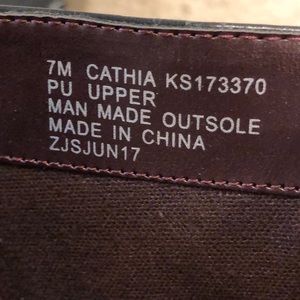 7M CATHIA KS173370
PU UPPER
MAN MADE OUTSOLE
MADE IN CHINA
ZJSJUN17